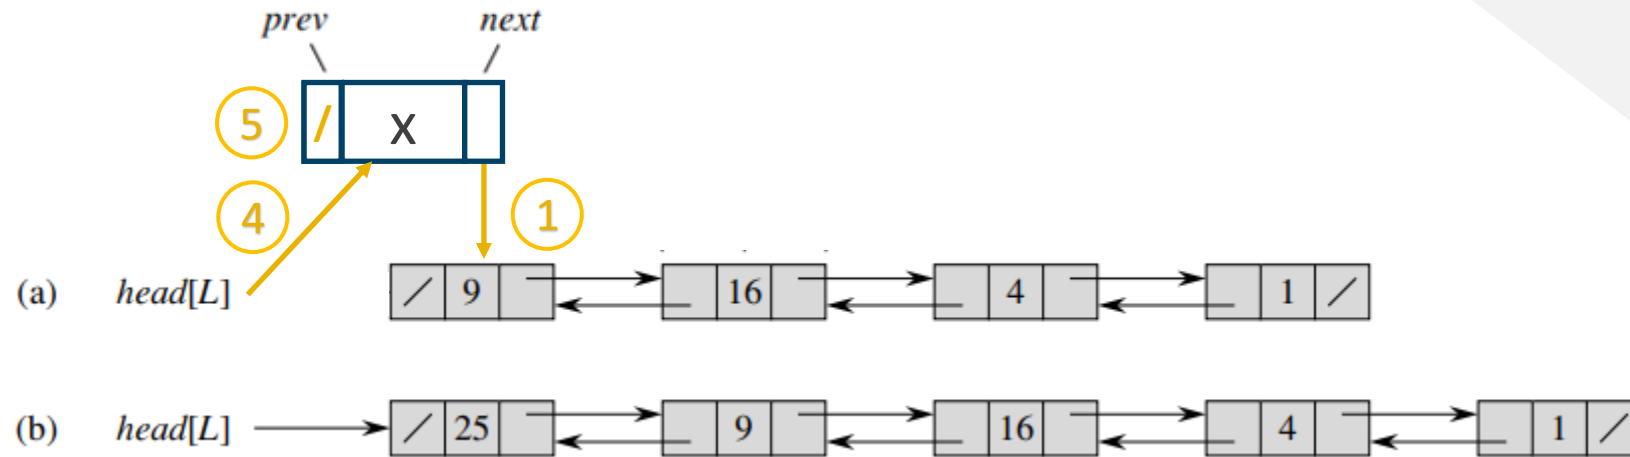 prev next
5 / x
4 1
(a) head[L] / 9 16 4 1 /
(b) head[L] / 25 9 16 4 1 /